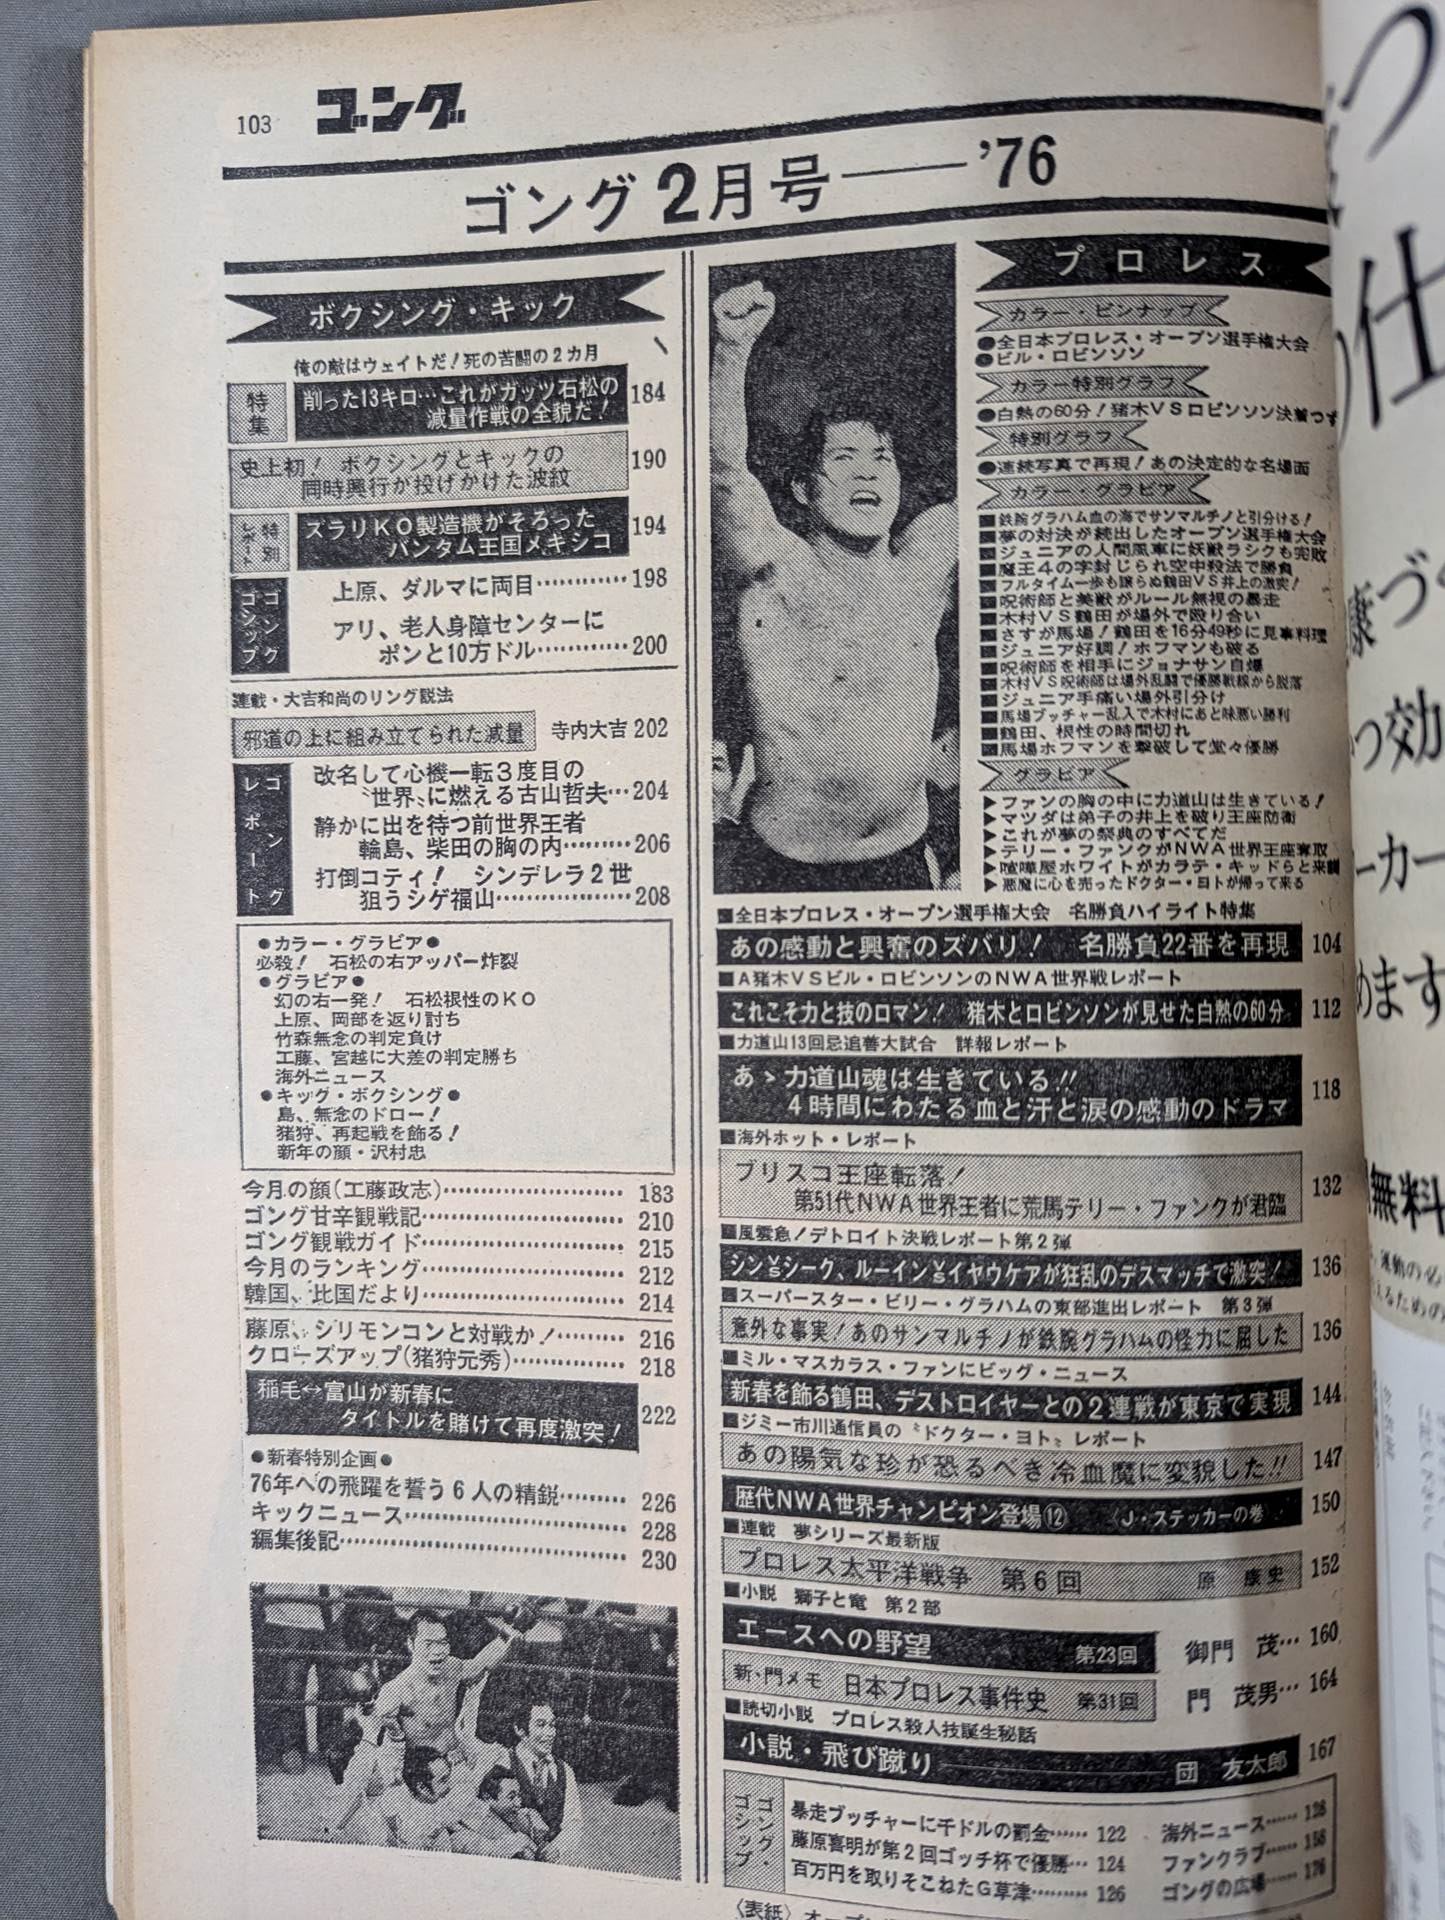 103
ゴング
ゴング2月号――'76
ボクシング・キック
俺の敵はウェイトだ！死の苦闘の2カ月
特集
削った13キロ…これがガッツ石松の
減量作戦の全貌だ！
184
史上初！ ボクシングとキックの
同時興行が投げかけた波紋
190
特別レポート
ズラリKO製造機がそろった
バンタム王国メキシコ
194
ゴング ゴシップ
上原、ダルマに両目…………198
アリ、老人身障センターに
ポンと10方ドル…………200
連載・大吉和尚のリング説法
邪道の上に組み立てられた減量
寺内大吉 202
ゴング レポート
改名して心機一転3度目の
〝世界〟に燃える古山哲夫…204
静かに出を待つ前世界王者
輪島、柴田の胸の内………206
打倒コティ！ シンデレラ2世
狙うシゲ福山………………208
●カラー・グラビア●
必殺！ 石松の右アッパー炸裂
●グラビア●
幻の右一発！ 石松根性のKO
上原、岡部を返り討ち
竹森無念の判定負け
工藤、宮越に大差の判定勝ち
海外ニュース
●キック・ボクシング●
島、無念のドロー！
猪狩、再起戦を飾る！
新年の顔・沢村忠
今月の顔（工藤政志）……………………183
ゴング甘辛観戦記………………………210
ゴング観戦ガイド………………………215
今月のランキング………………………212
韓国、比国だより………………………214
藤原、シリモンコンと対戦か！………216
クローズアップ（猪狩元秀）……………218
稲毛↔富山が新春に
タイトルを賭けて再度激突！
222
●新春特別企画●
76年への飛躍を誓う6人の精鋭………226
キックニュース…………………………228
編集後記…………………………………230
プロレス
カラー・ピンナップ
●全日本プロレス・オープン選手権大会
●ビル・ロビンソン
カラー特別グラフ
●白熱の60分！猪木VSロビンソン決着つず
特別グラフ
●連続写真で再現！あの決定的な名場面
カラー・グラビア
■鉄腕グラハム血の海でサンマルチノと引分ける！
■夢の対決が続出したオープン選手権大会
■ジュニアの人間風車に妖獣ラシクも完敗
■魔王4の字封じられ空中殺法で勝負
■フルタイム一歩も譲らぬ鶴田VS井上の激突！
■呪術師と美獣がルール無視の暴走
■木村VS鶴田が場外で殴り合い
■さすが馬場！鶴田を16分49秒に見事料理
■ジュニア好調！ホフマンも破る
■呪術師を相手にジョナサン自爆
■木村VS呪術師は場外乱闘で優勝戦線から脱落
■ジュニア手痛い場外引分け
■馬場ブッチャー乱入で木村にあと味悪い勝利
■鶴田、根性の時間切れ
■馬場ホフマンを撃破して堂々優勝
グラビア
▶ファンの胸の中に力道山は生きている！
▶マツダは弟子の井上を破り王座防衛
▶これが夢の祭典のすべてだ
▶テリー・ファンクがNWA世界王座奪取
▶喧嘩屋ホワイトがカラテ・キッドらと来襲
▶悪魔に心を売ったドクター・ヨトが帰って来る
■全日本プロレス・オープン選手権大会 名勝負ハイライト特集
あの感動と興奮のズバリ！ 名勝負22番を再現 104
■A猪木VSビル・ロビンソンのNWA世界戦レポート
これこそ力と技のロマン！ 猪木とロビンソンが見せた白熱の60分 112
■力道山13回忌追善大試合 詳報レポート
あゝ力道山魂は生きている!!
4時間にわたる血と汗と涙の感動のドラマ
118
■海外ホット・レポート
ブリスコ王座転落！
第51代NWA世界王者に荒馬テリー・ファンクが君臨
132
■風雲急！デトロイト決戦レポート第2弾
シンvsシーク、ルーインvsイヤウケアが狂乱のデスマッチで激突！ 136
■スーパースター・ビリー・グラハムの東部進出レポート 第3弾
意外な事実！あのサンマルチノが鉄腕グラハムの怪力に屈した 136
■ミル・マスカラス・ファンにビッグ・ニュース
新春を飾る鶴田、デストロイヤーとの2連戦が東京で実現 144
■ジミー市川通信員の〝ドクター・ヨト〟レポート
あの陽気な珍が恐るべき冷血魔に変貌した!! 147
歴代NWA世界チャンピオン登場⑫ 〈J・ステッカーの巻〉 150
■連載 夢シリーズ最新版
プロレス太平洋戦争 第6回 原 康史 152
■小説 獅子と竜 第2部
エースへの野望 第23回 御門 茂…160
新・門メモ 日本プロレス事件史 第31回 門 茂男…164
■読切小説 プロレス殺人技誕生秘話
小説・飛び蹴り――― 団 友太郎 167
ゴング・ゴシップ
暴走ブッチャーに千ドルの罰金……122
藤原喜明が第2回ゴッチ杯で優勝…124
百万円を取りそこねたG草津………126
海外ニュース……128
ファンクラブ……158
ゴングの広場……176
〈表紙〉オープン
無料